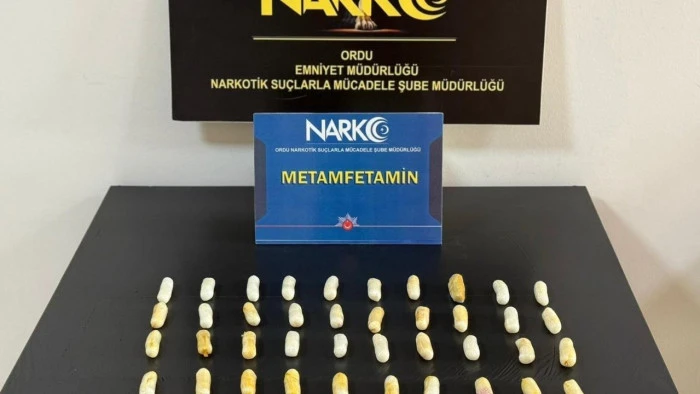 NARKO
ORDU
EMNİYET MÜDÜRLÜĞÜ
NARKOTİK SUÇLARLA MÜCADELE ŞUBE MÜDÜRLÜĞÜ
NARKO
ORDU NARKOTİK SUÇLARLA MÜCADELE ŞUBE MÜDÜRLÜĞÜ
METAMFETAMİN